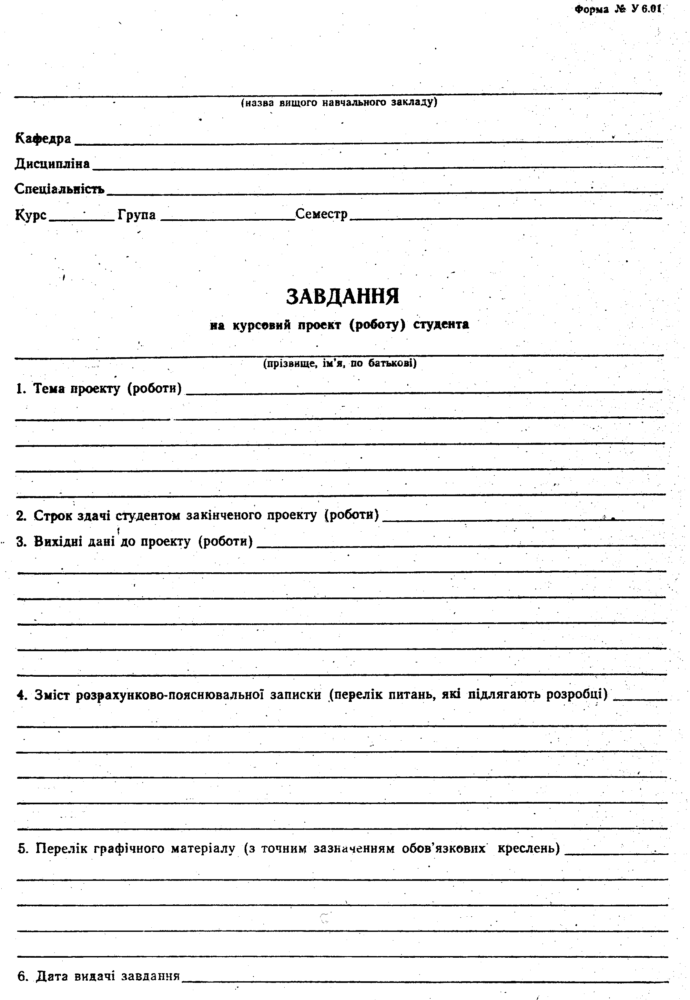 Форма № У 6.01
(назва вищого навчального закладу)
Кафедра
Дисципліна
Спеціальність
Курс Група Семестр
ЗАВДАННЯ
на курсовий проект (роботу) студента
(прізвище, ім’я, по батькові)
1. Тема проекту (роботи)
2. Строк здачі студентом закінченого проекту (роботи)
3. Вихідні дані до проекту (роботи)
4. Зміст розрахунково-пояснювальної записки (перелік питань, які підлягають розробці)
5. Перелік графічного матеріалу (з точним зазначенням обов’язкових креслень)
6. Дата видачі завдання